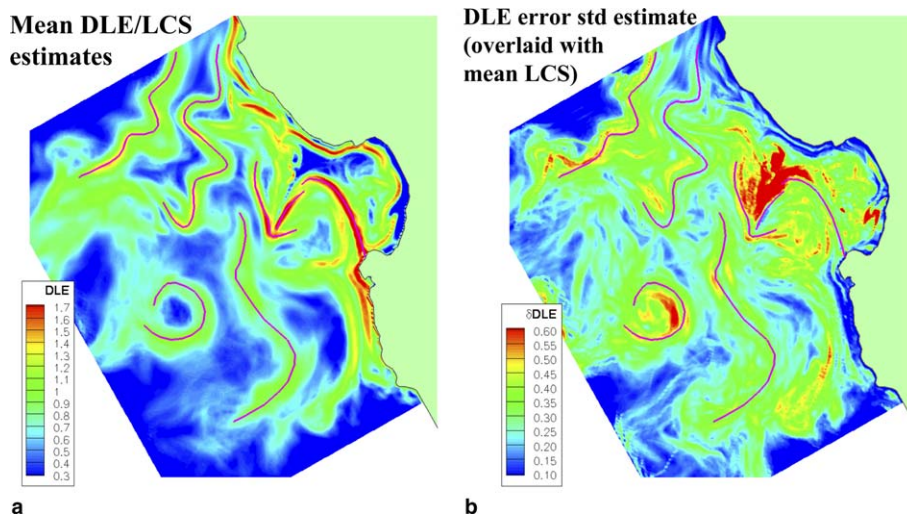 Mean DLE/LCS
estimates
DLE
1.7
1.6
1.5
1.4
1.3
1.2
1.1
1
0.9
0.8
0.7
0.6
0.5
0.4
0.3
a
DLE error std estimate
(overlaid with
mean LCS)
δDLE
0.60
0.55
0.50
0.45
0.40
0.35
0.30
0.25
0.20
0.15
0.10
b